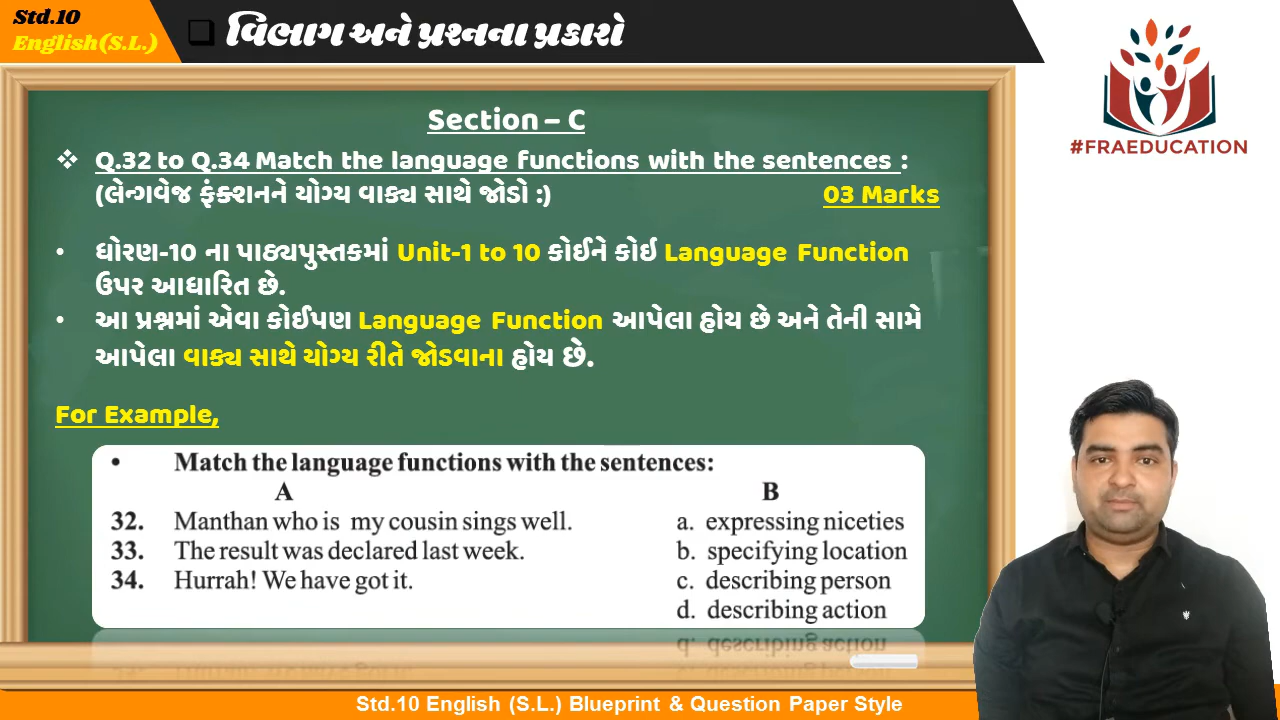 Std.10
English(S.L.)
❑ વિભાગ અને પ્રશ્નના પ્રકારો
#FRAEDUCATION
Section – C
❖ Q.32 to Q.34 Match the language functions with the sentences :
(લેન્ગવેજ ફંક્શનને યોગ્ય વાક્ય સાથે જોડો :) 03 Marks
• ધોરણ-10 ના પાઠ્યપુસ્તકમાં Unit-1 to 10 કોઈને કોઇ Language Function
ઉપર આધારિત છે.
• આ પ્રશ્નમાં એવા કોઈપણ Language Function આપેલા હોય છે અને તેની સામે
આપેલા વાક્ય સાથે યોગ્ય રીતે જોડવાના હોય છે.
For Example,
• Match the language functions with the sentences:
A B
32. Manthan who is my cousin sings well. a. expressing niceties
33. The result was declared last week. b. specifying location
34. Hurrah! We have got it. c. describing person
d. describing action
Std.10 English (S.L.) Blueprint & Question Paper Style